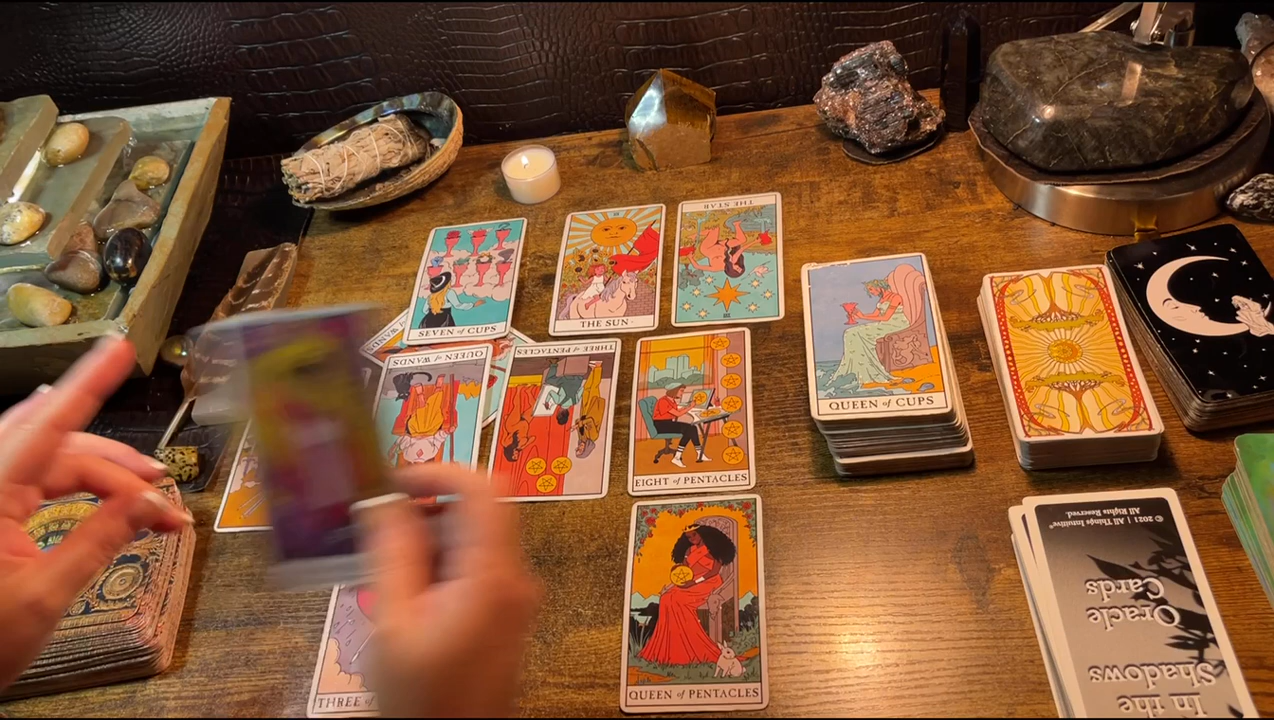 SEVEN of CUPS
THE SUN
THE STAR
QUEEN of WANDS
THREE of PENTACLES
EIGHT of PENTACLES
QUEEN of CUPS
THREE of
QUEEN of PENTACLES
In the
Shadows
Oracle
Cards
© 2021 | All Things Intuitive®
All Rights Reserved.